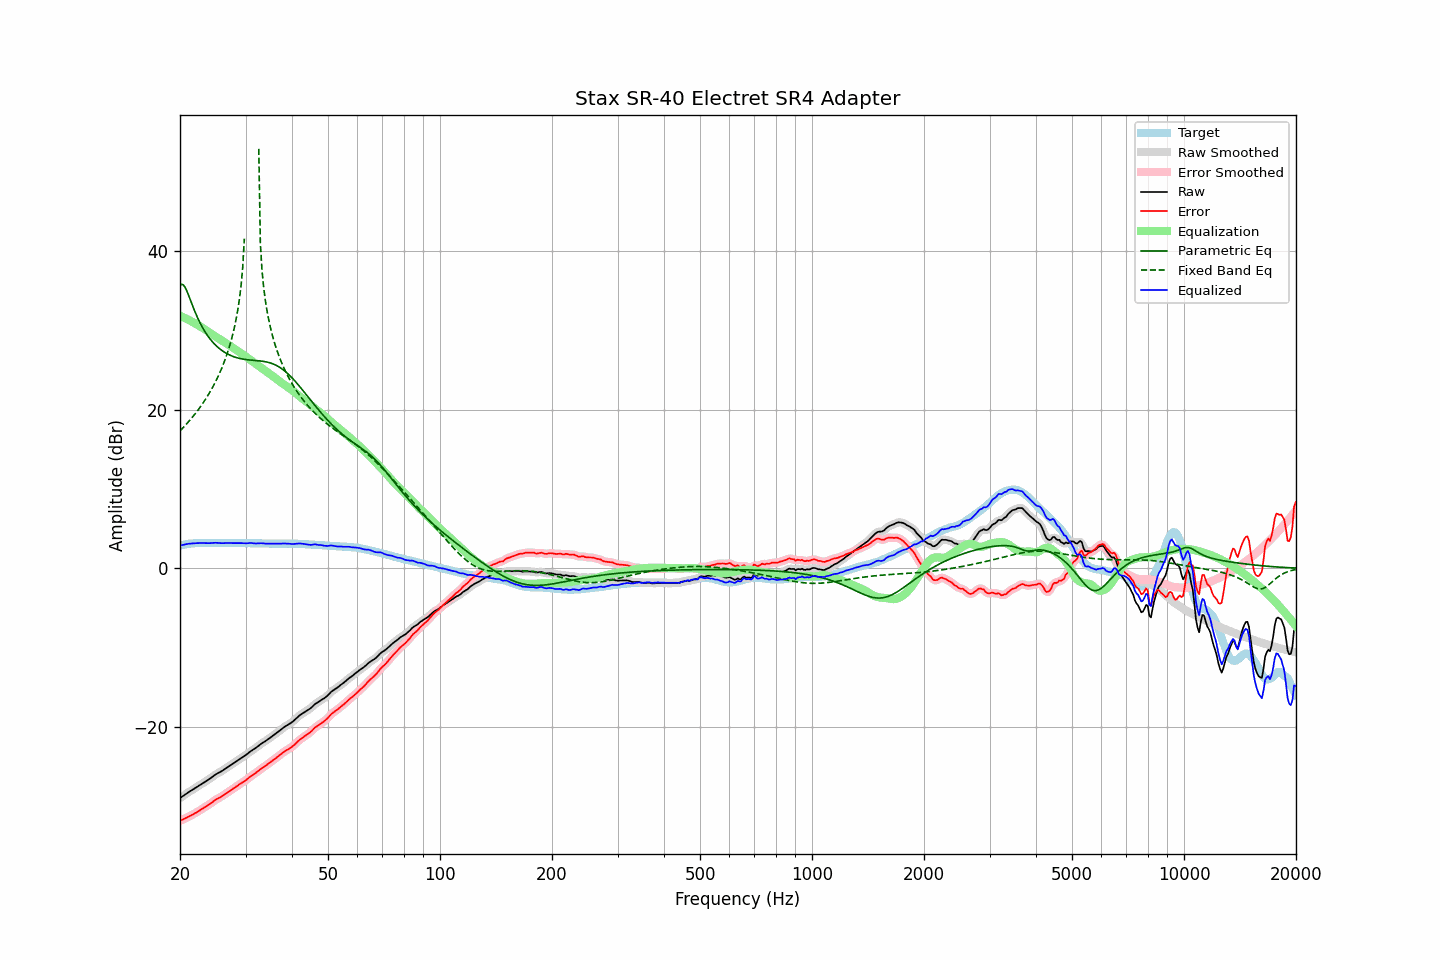 Stax SR-40 Electret SR4 Adapter
Target
Raw Smoothed
Error Smoothed
Raw
Error
Equalization
Parametric Eq
Fixed Band Eq
Equalized
40
20
0
−20
Amplitude (dBr)
20 50 100 200 500 1000 2000 5000 10000 20000
Frequency (Hz)